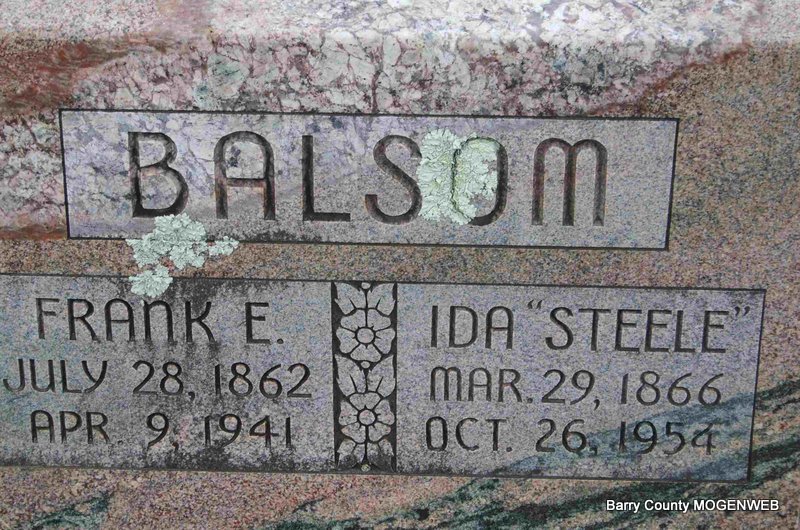 BALSOM
FRANK E.
JULY 28, 1862
APR. 9, 1941
IDA "STEELE"
MAR. 29, 1866
OCT. 26, 1954
Barry County MOGENWEB